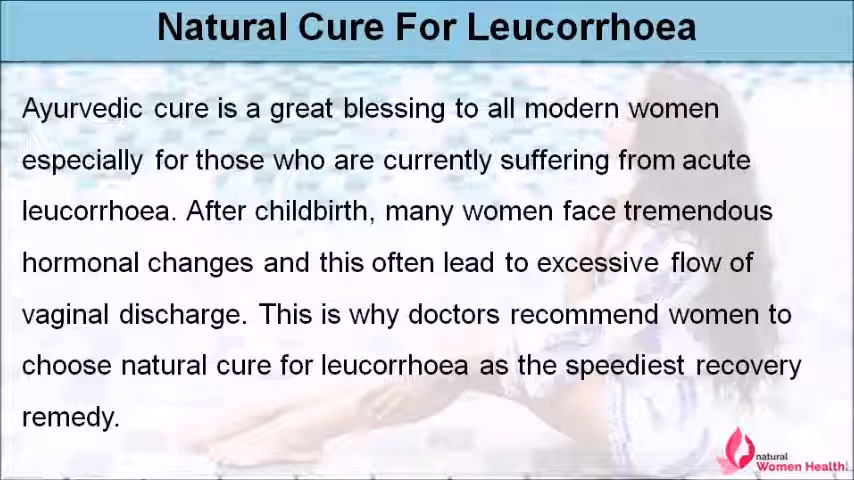 Natural Cure For Leucorrhoea
Ayurvedic cure is a great blessing to all modern women
especially for those who are currently suffering from acute
leucorrhoea. After childbirth, many women face tremendous
hormonal changes and this often lead to excessive flow of
vaginal discharge. This is why doctors recommend women to
choose natural cure for leucorrhoea as the speediest recovery
remedy.
natural
Women Health